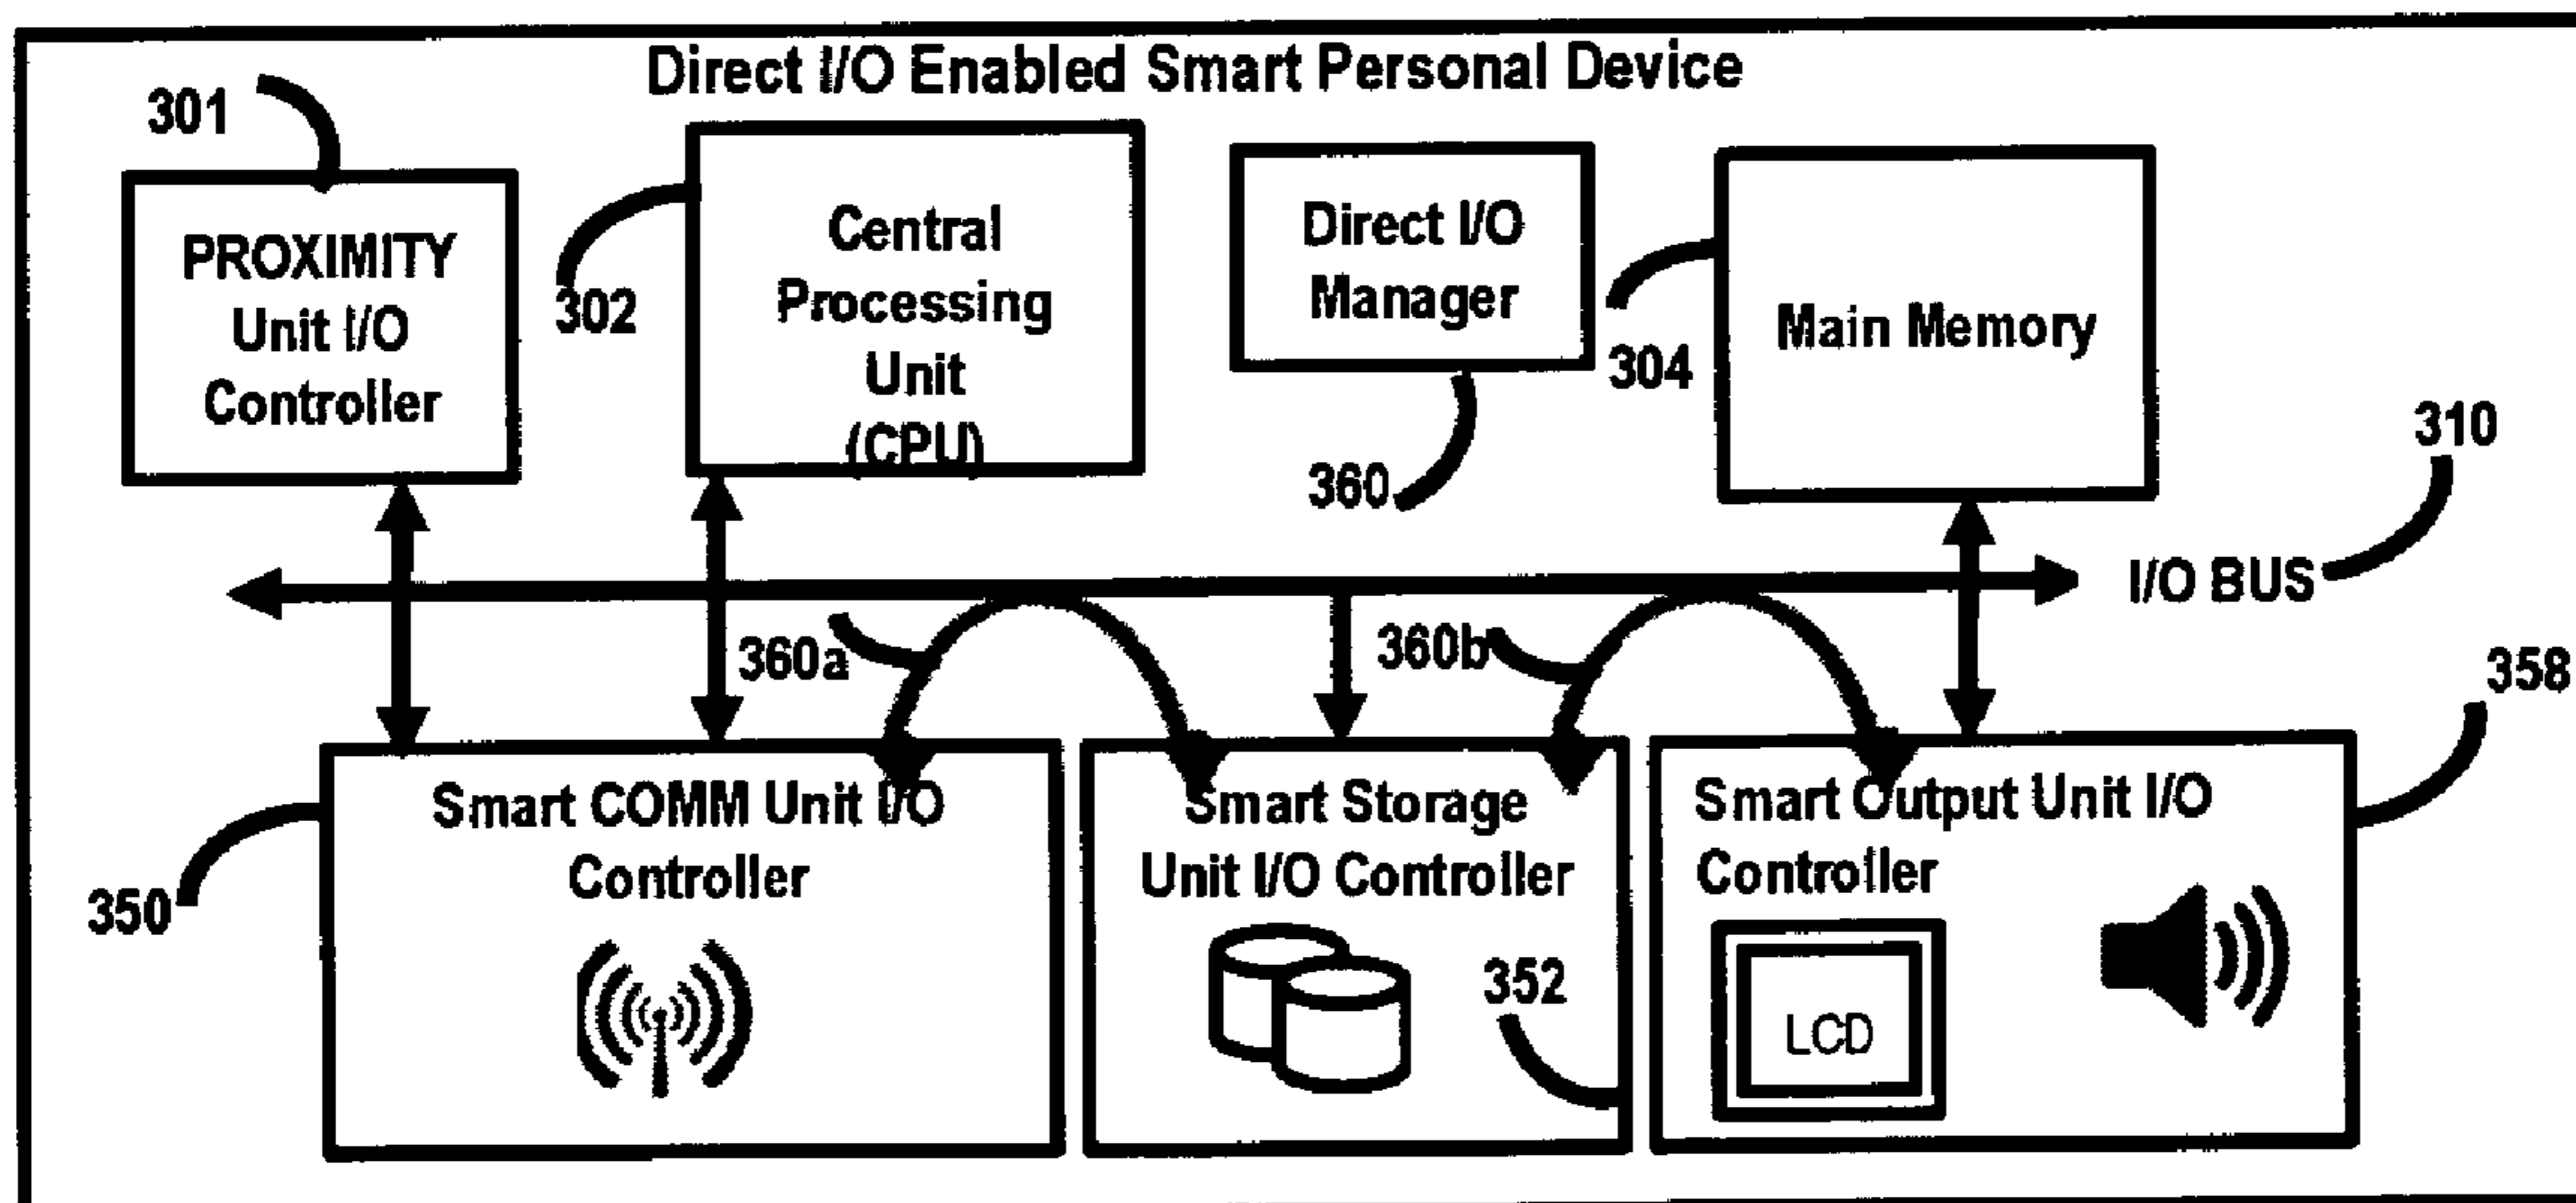 Direct I/O Enabled Smart Personal Device
301
PROXIMITY
Unit I/O
Controller
302
Central
Processing
Unit
(CPU)
Direct I/O
Manager
360
304
Main Memory
310
I/O BUS
360a
360b
358
350
Smart COMM Unit I/O
Controller
Smart Storage
Unit I/O Controller
352
Smart Output Unit I/O
Controller
LCD